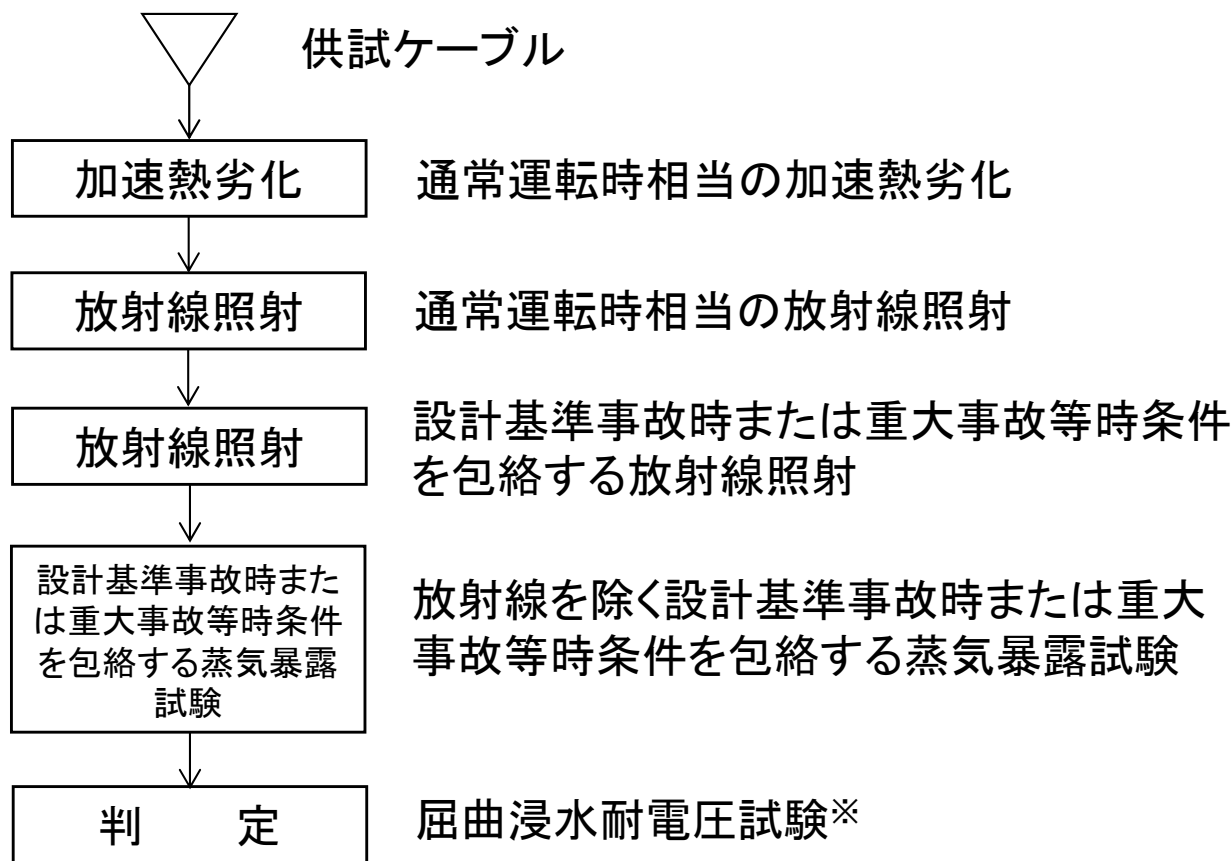 供試ケーブル
加速熱劣化
通常運転時相当の加速熱劣化
放射線照射
通常運転時相当の放射線照射
放射線照射
設計基準事故時または重大事故等時条件
を包絡する放射線照射
設計基準事故時また
は重大事故等時条件
を包絡する蒸気暴露
試験
放射線を除く設計基準事故時または重大
事故等時条件を包絡する蒸気暴露試験
判　　定
屈曲浸水耐電圧試験※